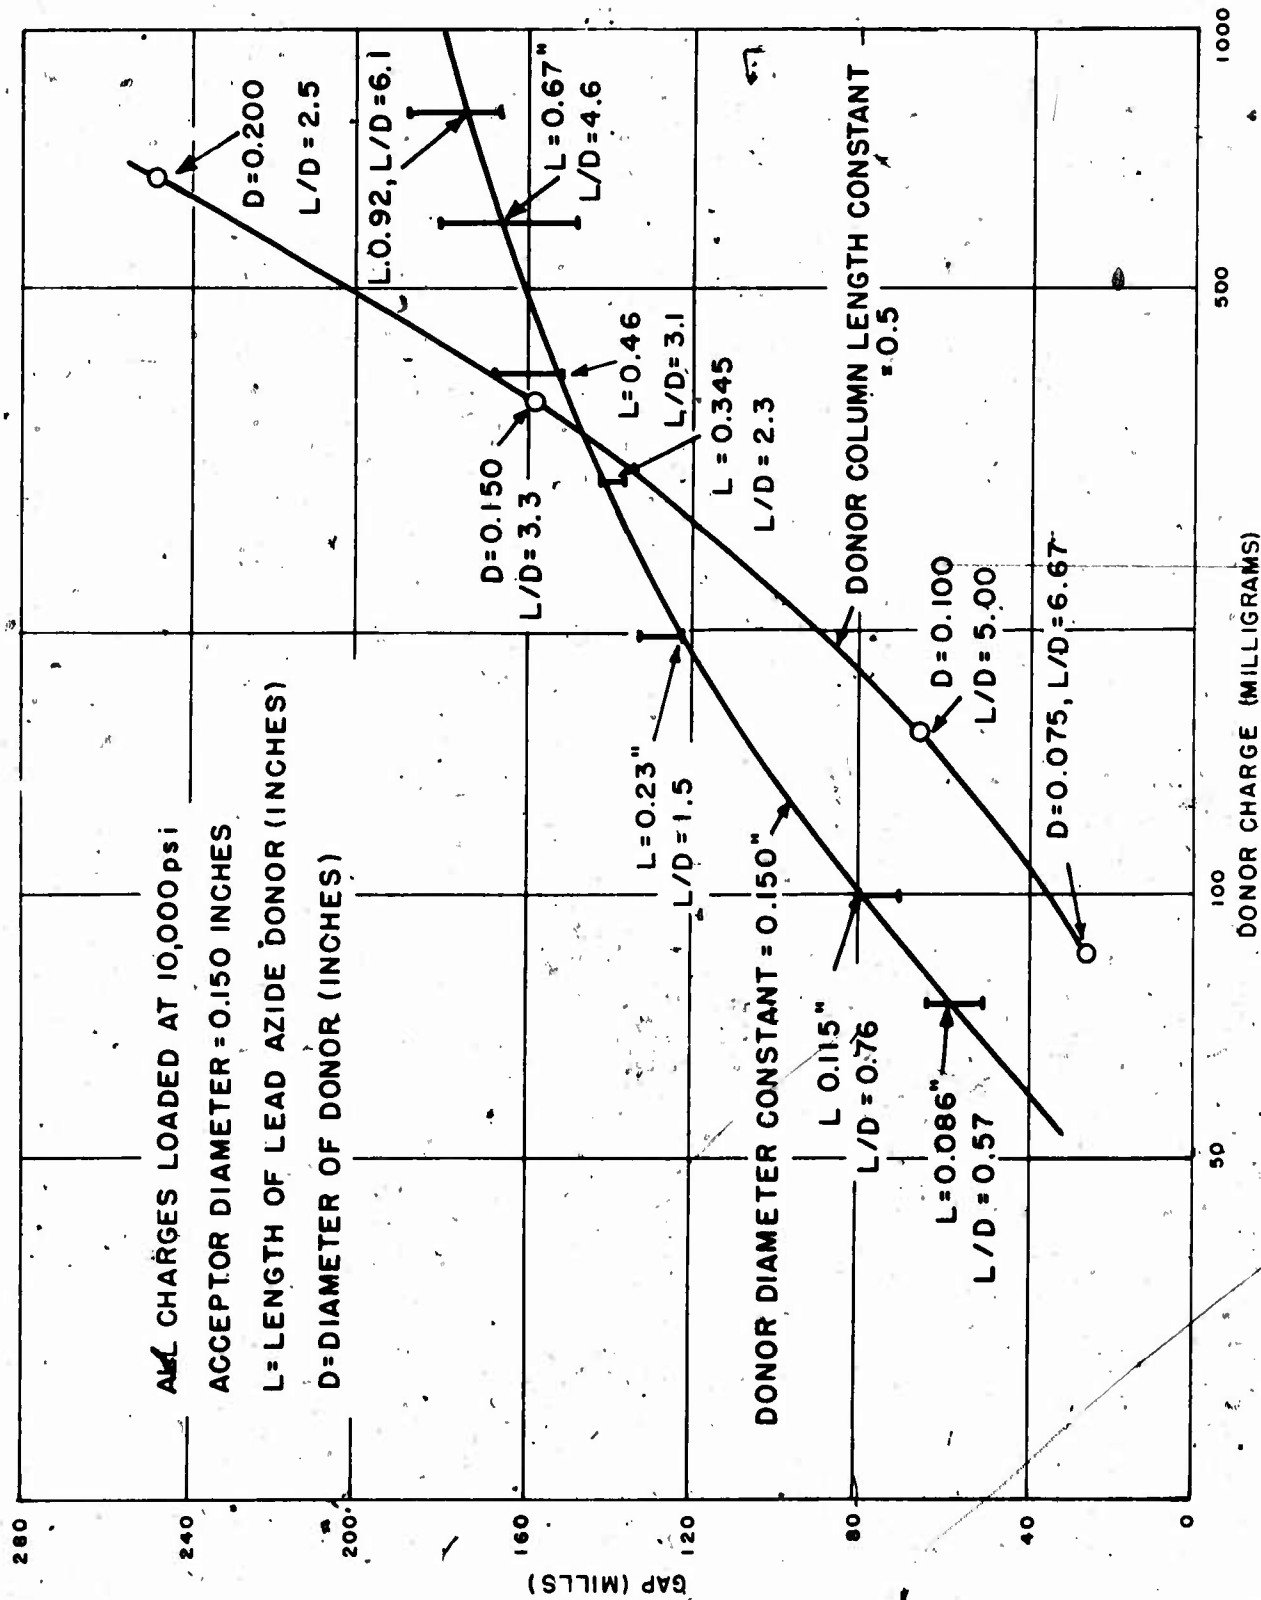 ALL CHARGES LOADED AT 10,000 psi
ACCEPTOR DIAMETER = 0.150 INCHES
L = LENGTH OF LEAD AZIDE DONOR (INCHES)
D = DIAMETER OF DONOR (INCHES)
D = 0.200
L/D = 2.5
L.0.92, L/D = 6.1
L = 0.67"
L/D = 4.6
D = 0.150
L/D = 3.3
L = 0.46
L/D = 3.1
L = 0.345
L/D = 2.3
L = 0.23"
L/D = 1.5
DONOR COLUMN LENGTH CONSTANT
= 0.5
DONOR DIAMETER CONSTANT = 0.150"
D = 0.100
L/D = 5.00
L 0.115"
L/D = 0.76
D = 0.075, L/D = 6.67
L = 0.086"
L/D = 0.57
280
240
200
160
120
80
40
0
GAP (MILLS)
50
100
500
1000
DONOR CHARGE (MILLIGRAMS)